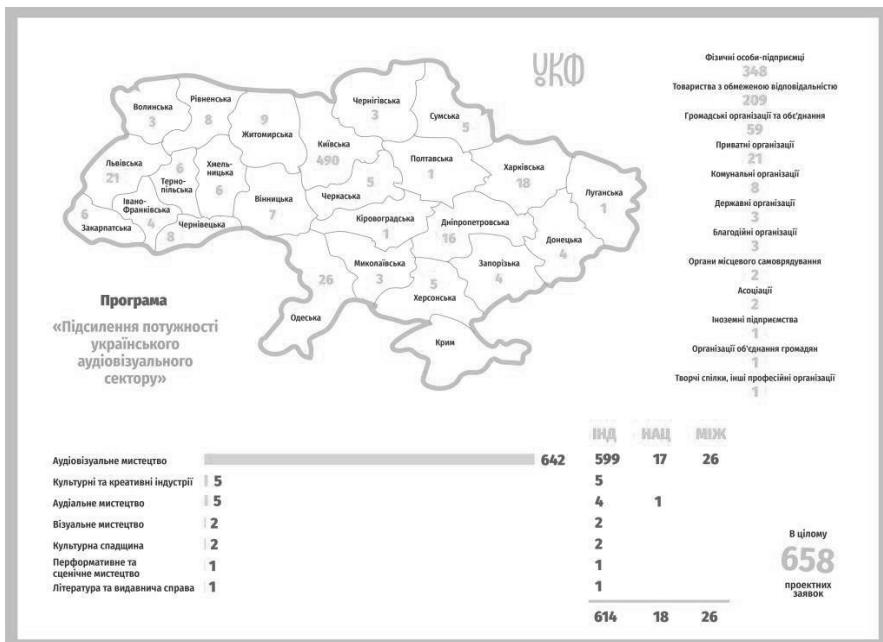 УКФ
Волинська
3
Рівненська
8
9
Житомирська
Чернігівська
3
Сумська
5
Київська
490
Львівська
21
6
Терно-
пільська
Хмель-
ницька
6
Вінницька
7
5
Черкаська
Полтавська
1
Харківська
18
Луганська
1
Івано-
Франківська
4
6
Закарпатська
Чернівецька
8
Кіровоградська
1
Дніпропетровська
16
Донецька
4
26
Одеська
Миколаївська
3
5
Херсонська
Запорізька
4
Крим
Фізичні особи-підприємці
348
Товариства з обмеженою відповідальністю
209
Громадські організації та об'єднання
59
Приватні організації
21
Комунальні організації
8
Державні організації
3
Благодійні організації
3
Органи місцевого самоврядування
2
Асоціації
2
Іноземні підприємства
1
Організації об'єднання громадян
1
Творчі спілки, інші професійні організації
1
Програма
«Підсилення потужності
українського
аудіовізуального
сектору»
ІНД НАЦ МІЖ
Аудіовізуальне мистецтво 642 599 17 26
Культурні та креативні індустрії 5 5
Аудіальне мистецтво 5 4 1
Візуальне мистецтво 2 2
Культурна спадщина 2 2
Перформативне та
сценічне мистецтво 1 1
Література та видавнича справа 1 1
614 18 26
В цілому
658
проектних
заявок